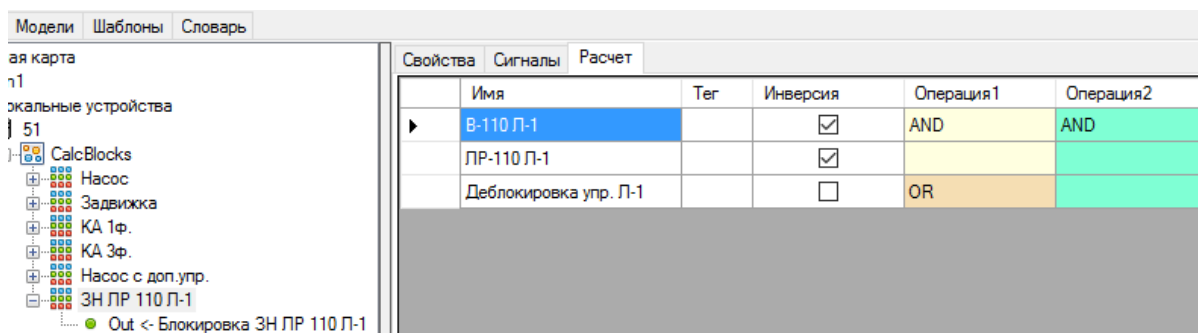 Модели Шаблоны Словарь
ая карта
окальные устройства
51
CalcBlocks
Насос
Задвижка
КА 1ф.
КА 3ф.
Насос с доп.упр.
ЗН ЛР 110 Л-1
Out <- Блокировка ЗН ЛР 110 Л-1
Свойства Сигналы Расчет
Имя Тег Инверсия Операция1 Операция2
В-110 Л-1 AND AND
ЛР-110 Л-1
Деблокировка упр. Л-1 OR